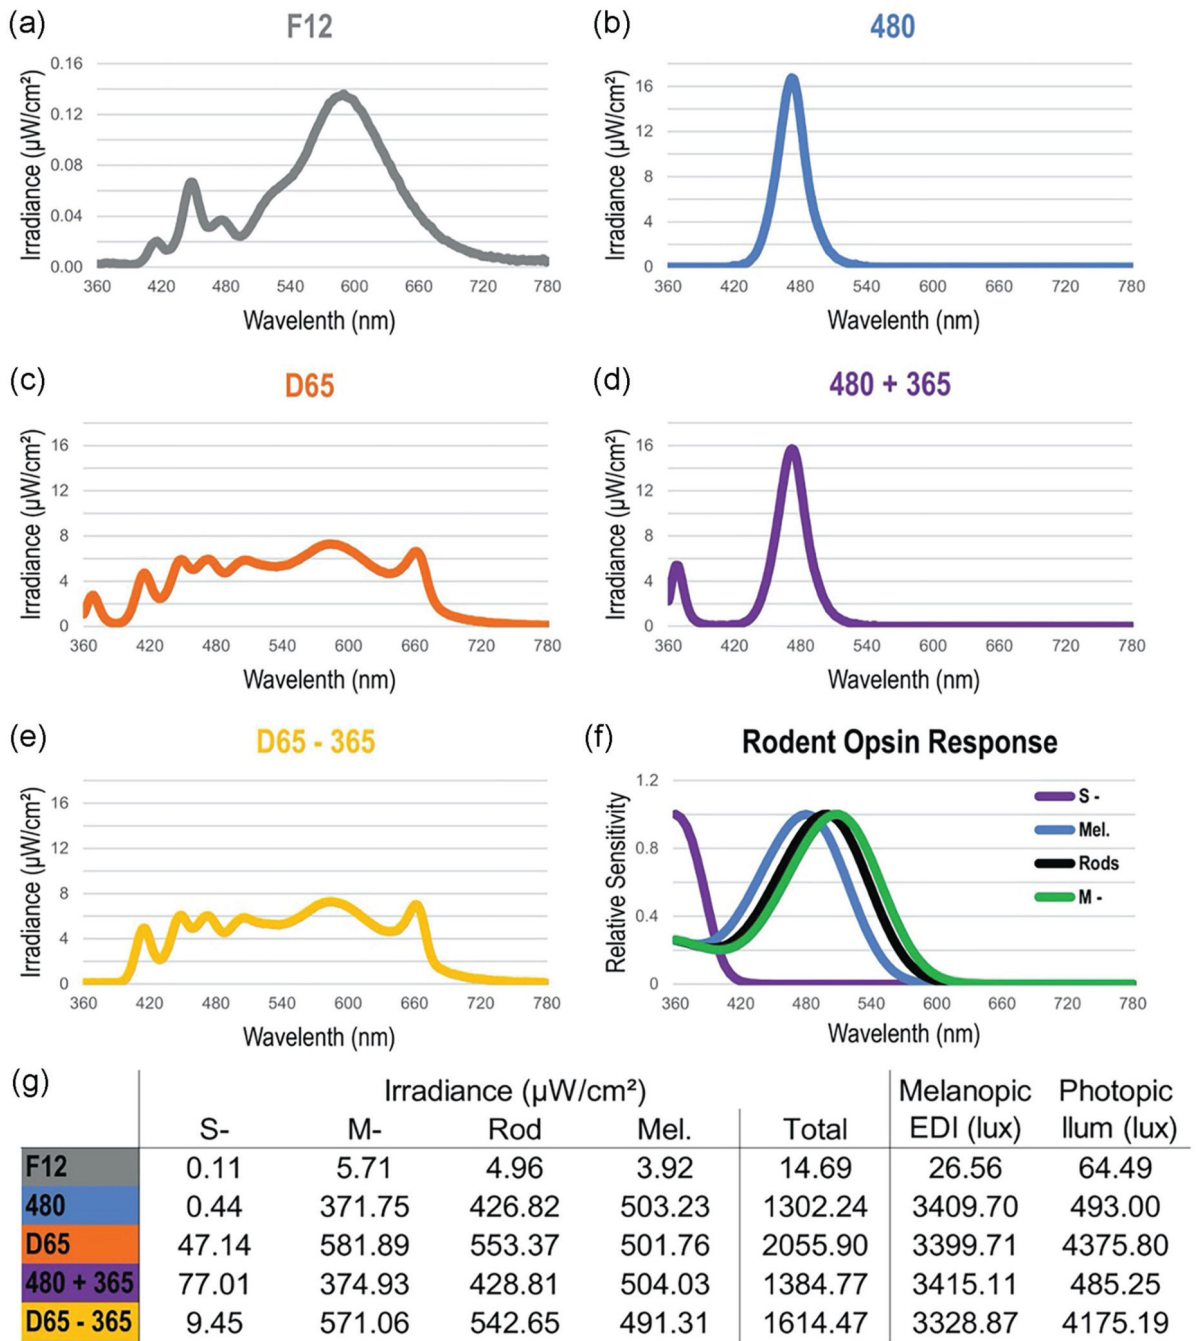 (a)
F12
Irradiance (µW/cm²)
0.16
0.12
0.08
0.04
0.00
360 420 480 540 600 660 720 780
Wavelenth (nm)
(b)
480
Irradiance (µW/cm²)
16
12
8
4
0
360 420 480 540 600 660 720 780
Wavelenth (nm)
(c)
D65
Irradiance (µW/cm²)
16
12
8
4
0
360 420 480 540 600 660 720 780
Wavelenth (nm)
(d)
480 + 365
Irradiance (µW/cm²)
16
12
8
4
0
360 420 480 540 600 660 720 780
Wavelenth (nm)
(e)
D65 - 365
Irradiance (µW/cm²)
16
12
8
4
0
360 420 480 540 600 660 720 780
Wavelenth (nm)
(f)
Rodent Opsin Response
Relative Sensitivity
1.2
0.8
0.4
0
S -
Mel.
Rods
M -
360 420 480 540 600 660 720 780
Wavelenth (nm)
(g)
Irradiance (µW/cm²) Melanopic Photopic
S- M- Rod Mel. Total EDI (lux) Ilum (lux)
F12 0.11 5.71 4.96 3.92 14.69 26.56 64.49
480 0.44 371.75 426.82 503.23 1302.24 3409.70 493.00
D65 47.14 581.89 553.37 501.76 2055.90 3399.71 4375.80
480 + 365 77.01 374.93 428.81 504.03 1384.77 3415.11 485.25
D65 - 365 9.45 571.06 542.65 491.31 1614.47 3328.87 4175.19